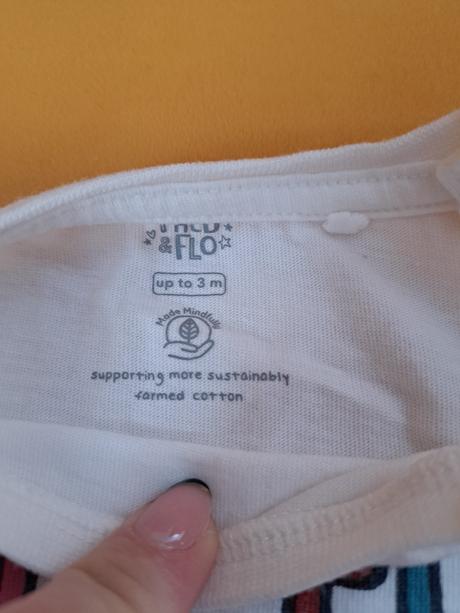 & FLO
up to 3 m
Made Mindfully
supporting more sustainably
farmed cotton